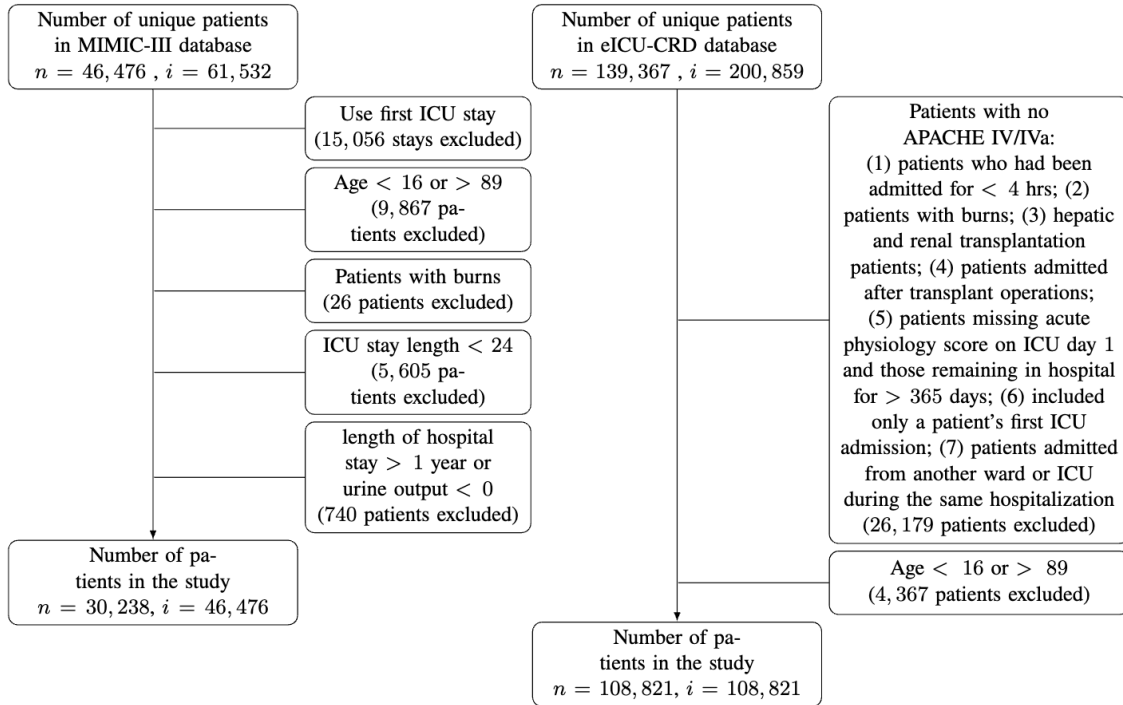 Number of unique patients
in MIMIC-III database
n = 46, 476 , i = 61, 532
Use first ICU stay
(15, 056 stays excluded)
Age < 16 or > 89
(9, 867 pa-
tients excluded)
Patients with burns
(26 patients excluded)
ICU stay length < 24
(5, 605 pa-
tients excluded)
length of hospital
stay > 1 year or
urine output < 0
(740 patients excluded)
Number of pa-
tients in the study
n = 30, 238, i = 46, 476
Number of unique patients
in eICU-CRD database
n = 139, 367 , i = 200, 859
Patients with no
APACHE IV/IVa:
(1) patients who had been
admitted for < 4 hrs; (2)
patients with burns; (3) hepatic
and renal transplantation
patients; (4) patients admitted
after transplant operations;
(5) patients missing acute
physiology score on ICU day 1
and those remaining in hospital
for > 365 days; (6) included
only a patient's first ICU
admission; (7) patients admitted
from another ward or ICU
during the same hospitalization
(26, 179 patients excluded)
Age < 16 or > 89
(4, 367 patients excluded)
Number of pa-
tients in the study
n = 108, 821, i = 108, 821